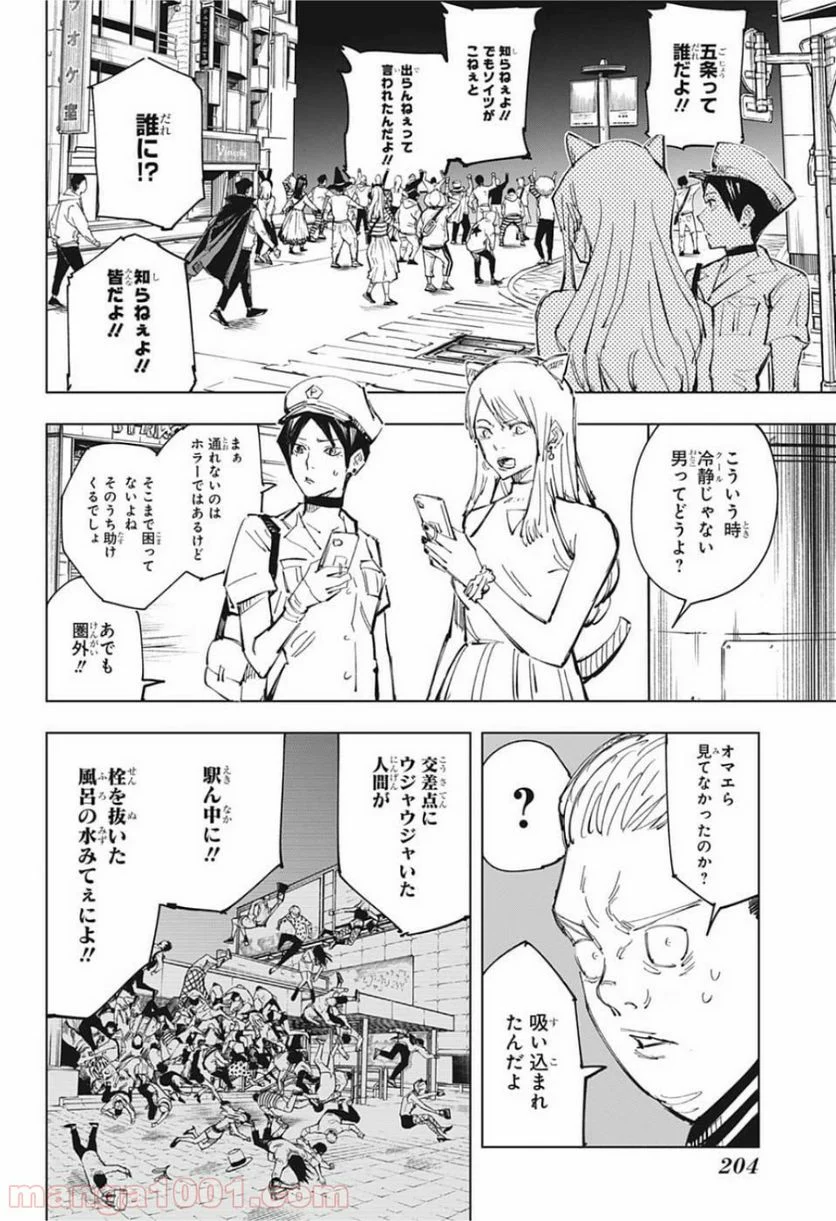 五条って
誰だよ!!
知らねぇよ!!
でもソイツが
こねぇと
出らんねぇって
言われたんだよ!!
誰に!?
知らねぇよ!!
皆だよ!!
こういう時
冷静じゃない
男ってどうよ?
まぁ
通れないのは
ホラーではあるけど
そこまで困って
ないよね
そのうち助け
くるでしょ
あでも
圏外!!
オマエら
見てなかったのか?
?
吸い込まれ
たんだよ
交差点に
ウジャウジャいた
人間が
駅ん中に!!
栓を抜いた
風呂の水みてぇによ!!
204
manga1001.com